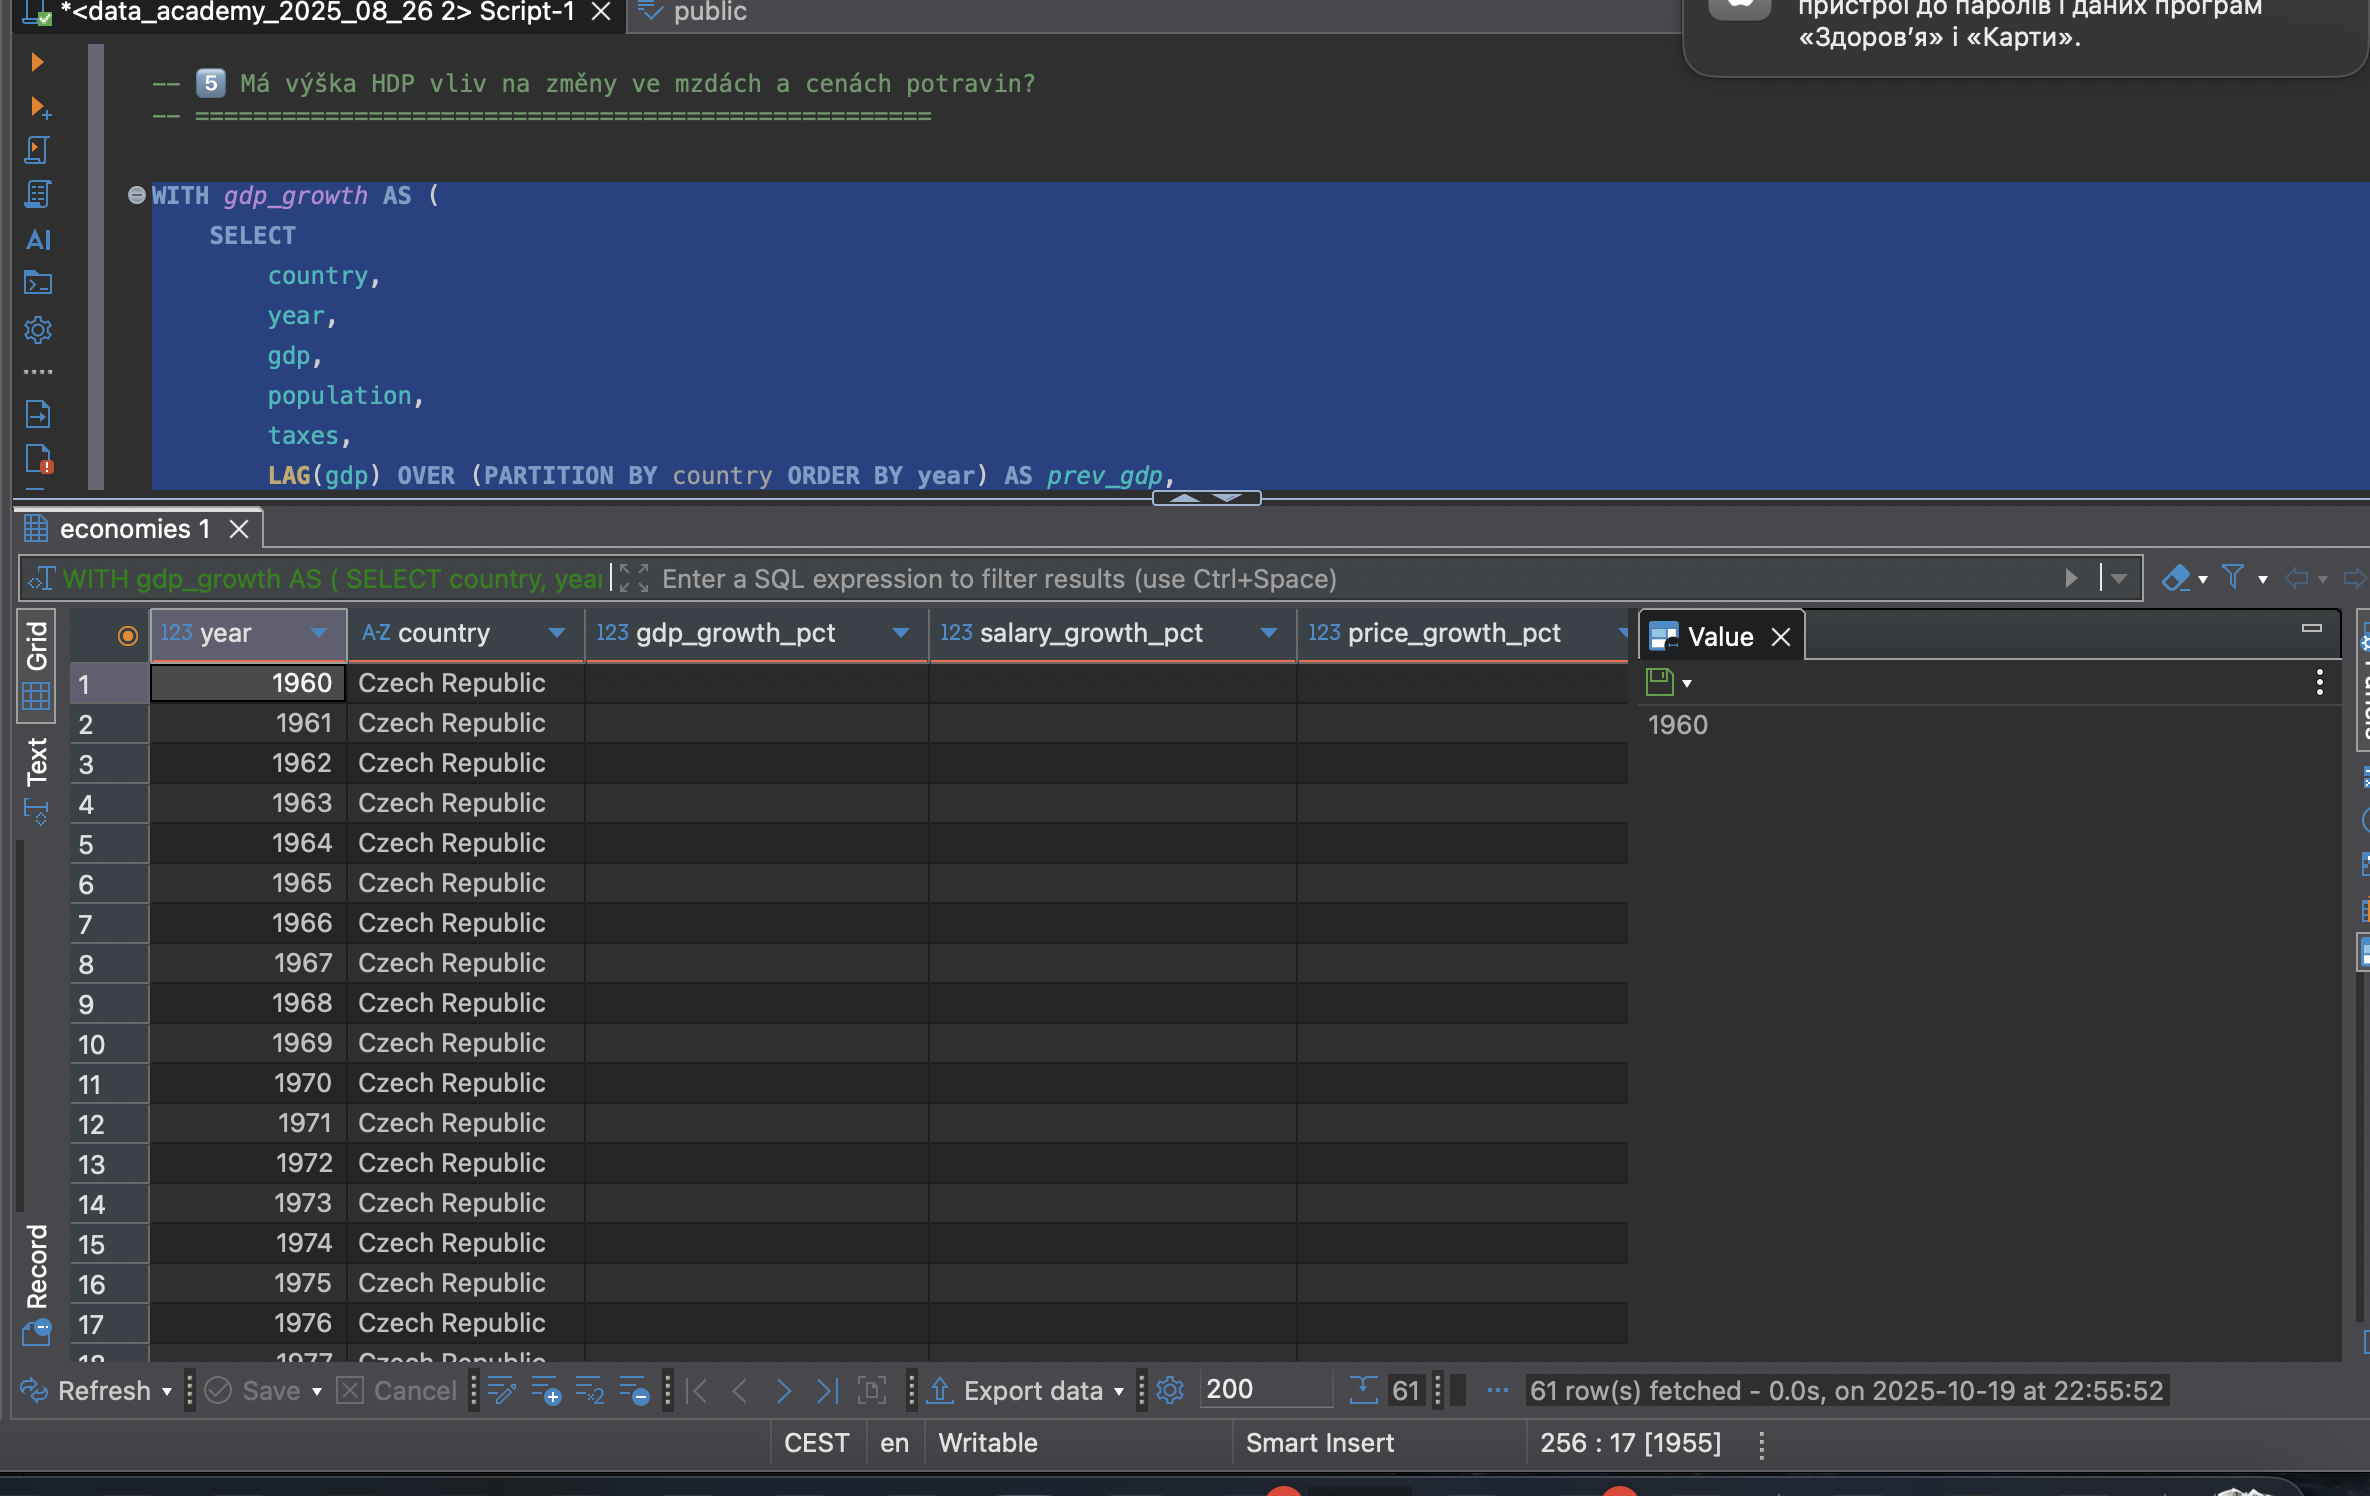 *<data_academy_2025_08_26 2> Script-1
public
пристрої до паролів і даних програм
«Здоров’я» і «Карти».
-- 5 Má výška HDP vliv na změny ve mzdách a cenách potravin?
-- ===================================================
WITH gdp_growth AS (
SELECT
country,
year,
gdp,
population,
taxes,
LAG(gdp) OVER (PARTITION BY country ORDER BY year) AS prev_gdp,
AI
economies 1
WITH gdp_growth AS ( SELECT country, year
Enter a SQL expression to filter results (use Ctrl+Space)
Grid
Text
Record
123 year
A-Z country
123 gdp_growth_pct
123 salary_growth_pct
123 price_growth_pct
Value
1960
1 1960 Czech Republic
2 1961 Czech Republic
3 1962 Czech Republic
4 1963 Czech Republic
5 1964 Czech Republic
6 1965 Czech Republic
7 1966 Czech Republic
8 1967 Czech Republic
9 1968 Czech Republic
10 1969 Czech Republic
11 1970 Czech Republic
12 1971 Czech Republic
13 1972 Czech Republic
14 1973 Czech Republic
15 1974 Czech Republic
16 1975 Czech Republic
17 1976 Czech Republic
18 1977 Czech Republic
Refresh
Save
Cancel
Export data
200
61
61 row(s) fetched - 0.0s, on 2025-10-19 at 22:55:52
CEST
en
Writable
Smart Insert
256 : 17 [1955]